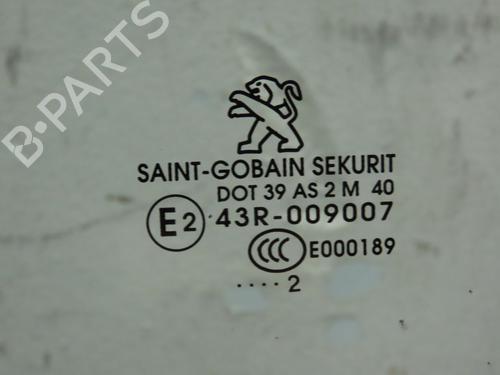 B-PARTS
SAINT-GOBAIN SEKURIT
DOT 39 AS 2 M 40
E2 43R-009007
CCC E000189
.... 2